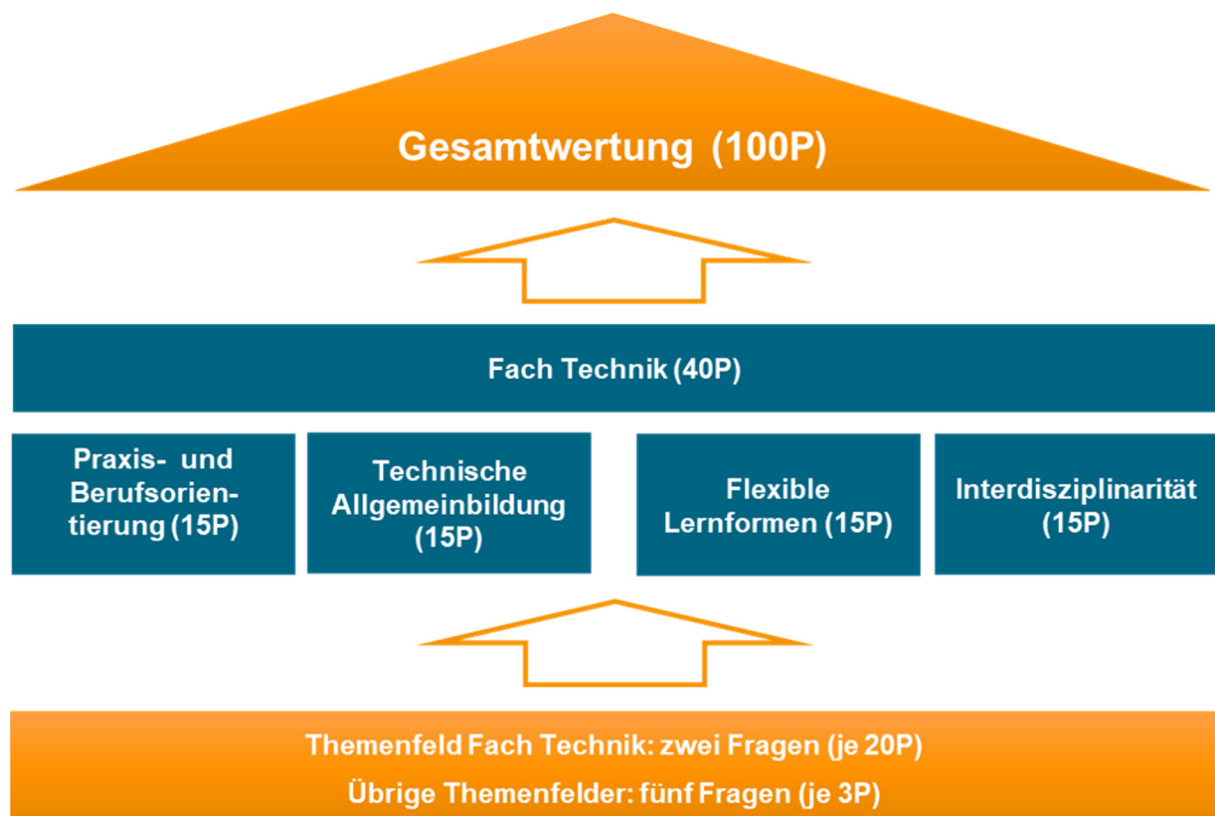 Gesamtwertung (100P)
Fach Technik (40P)
Praxis- und
Berufsorien-
tierung (15P)
Technische
Allgemeinbildung
(15P)
Flexible
Lernformen (15P)
Interdisziplinarität
(15P)
Themenfeld Fach Technik: zwei Fragen (je 20P)
Übrige Themenfelder: fünf Fragen (je 3P)